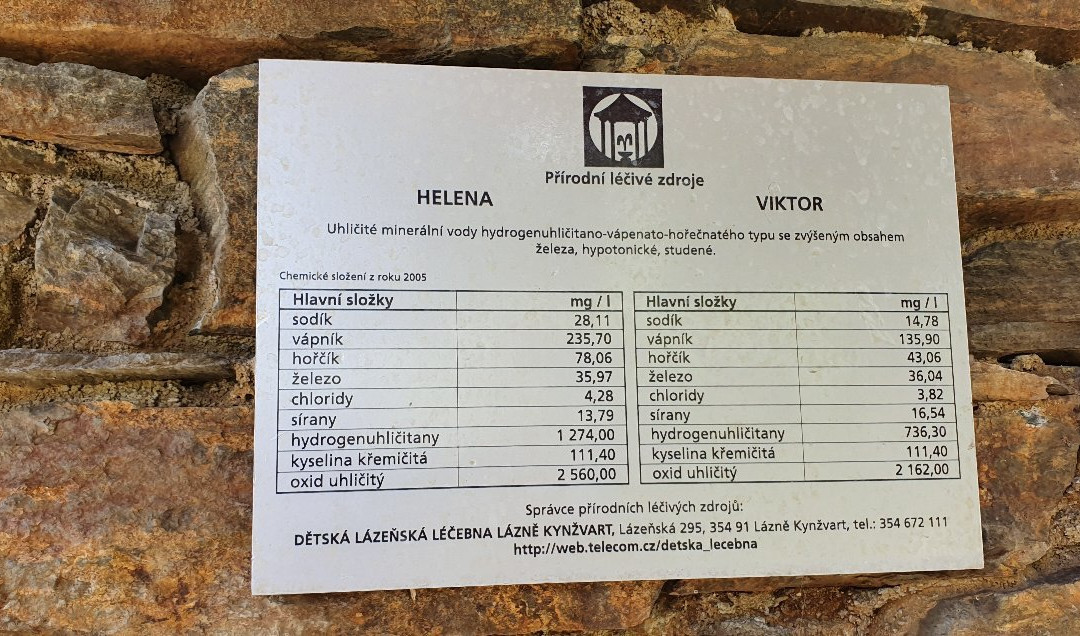 Přírodní léčivé zdroje
HELENA
VIKTOR
Uhličité minerální vody hydrogenuhličitano-vápenato-hořečnatého typu se zvýšeným obsahem
železa, hypotonické, studené.
Chemické složení z roku 2005
Hlavní složky mg / l
sodík 28,11
vápník 235,70
hořčík 78,06
železo 35,97
chloridy 4,28
sírany 13,79
hydrogenuhličitany 1 274,00
kyselina křemičitá 111,40
oxid uhličitý 2 560,00
Hlavní složky mg / l
sodík 14,78
vápník 135,90
hořčík 43,06
železo 36,04
chloridy 3,82
sírany 16,54
hydrogenuhličitany 736,30
kyselina křemičitá 111,40
oxid uhličitý 2 162,00
Správce přírodních léčivých zdrojů:
DĚTSKÁ LÁZEŇSKÁ LÉČEBNA LÁZNĚ KYNŽVART, Lázeňská 295, 354 91 Lázně Kynžvart, tel.: 354 672 111
http://web.telecom.cz/detska_lecebna